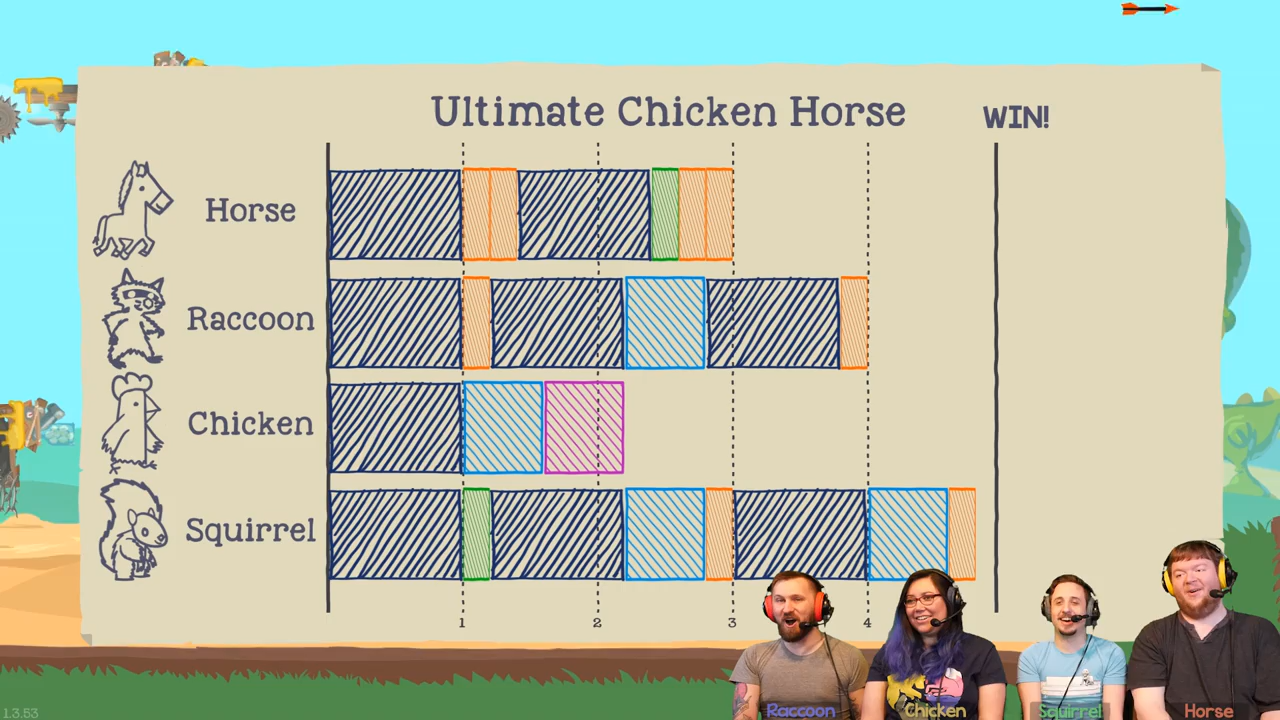 Ultimate Chicken Horse
WIN!
Horse
Raccoon
Chicken
Squirrel
1 2 3 4
Raccoon Chicken Squirrel Horse
1.3.53